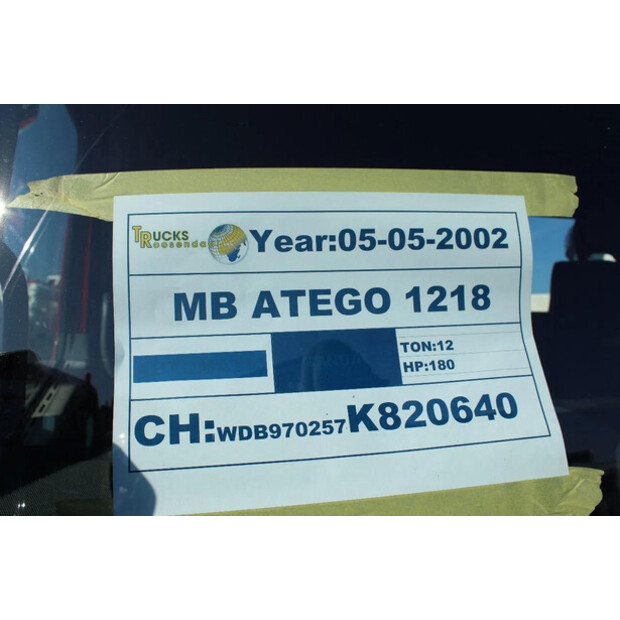 TRUCKS
Roosendaal
Year:05-05-2002
MB ATEGO 1218
TON:12
HP:180
CH:WDB970257K820640